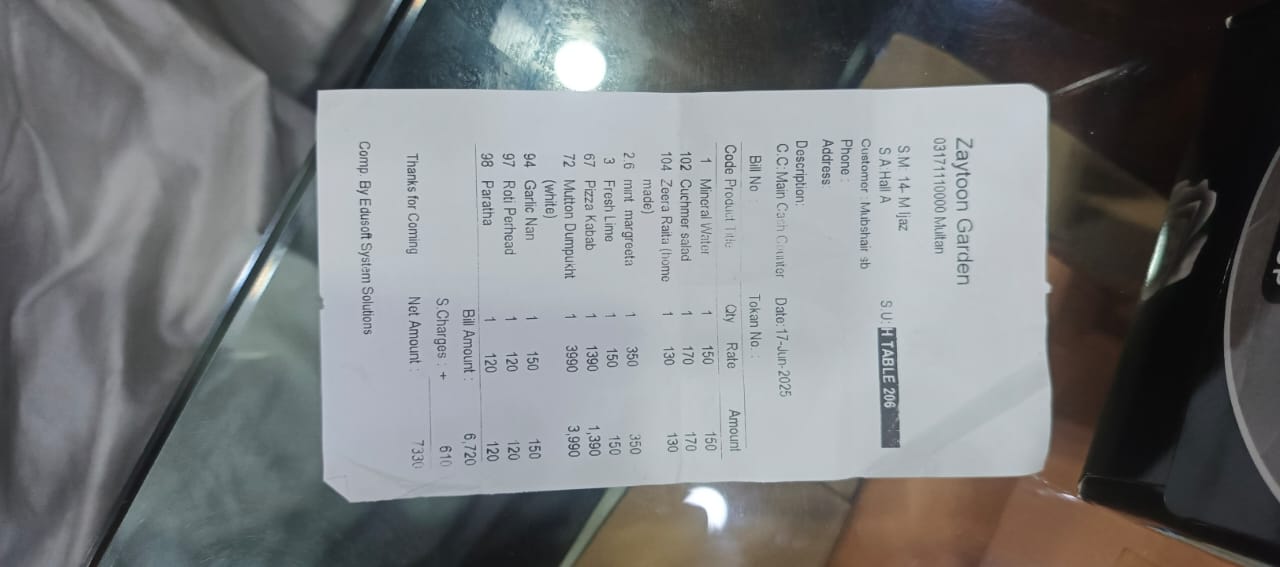 Zaytoon Garden
03171110000 Multan
S.M: 14- M Ijaz
S A Hall A S.U: H TABLE 206
Customer : Mubshair sb
Phone :
Address:
Description:
C.C:Main Cash Counter Date:17-Jun-2025
Bill No : Tokan No. :
Code Product Title Qty Rate Amount
1 Mineral Water 1 150 150
102 Cuchmer salad 1 170 170
104 Zeera Raita (home 1 130 130
made)
2.6 mint margreeta 1 350 350
3 Fresh Lime 1 150 150
67 Pizza Kabab 1 1390 1,390
72 Mutton Dumpukht 1 3990 3,990
(white)
94 Garlic Nan 1 150 150
97 Roti Perhead 1 120 120
98 Paratha 1 120 120
Bill Amount : 6,720
S.Charges : + 610
Thanks for Coming Net Amount : 7330
Comp. By Edusoft System Solutions